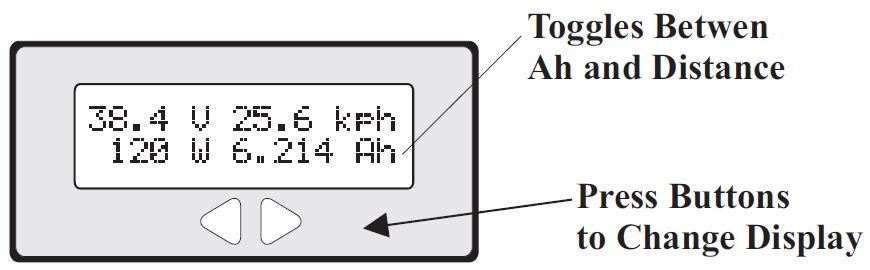 Toggles Betwen
Ah and Distance
38.4 V 25.6 kph
120 W 6.214 Ah
Press Buttons
to Change Display